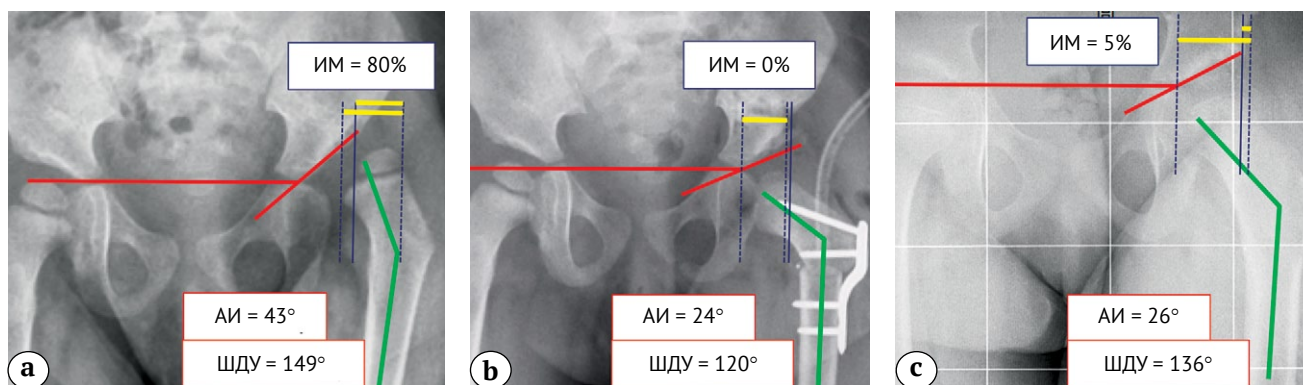 ИМ = 80%
АИ = 43°
ШДУ = 149°
a
ИМ = 0%
АИ = 24°
ШДУ = 120°
b
ИМ = 5%
АИ = 26°
ШДУ = 136°
c